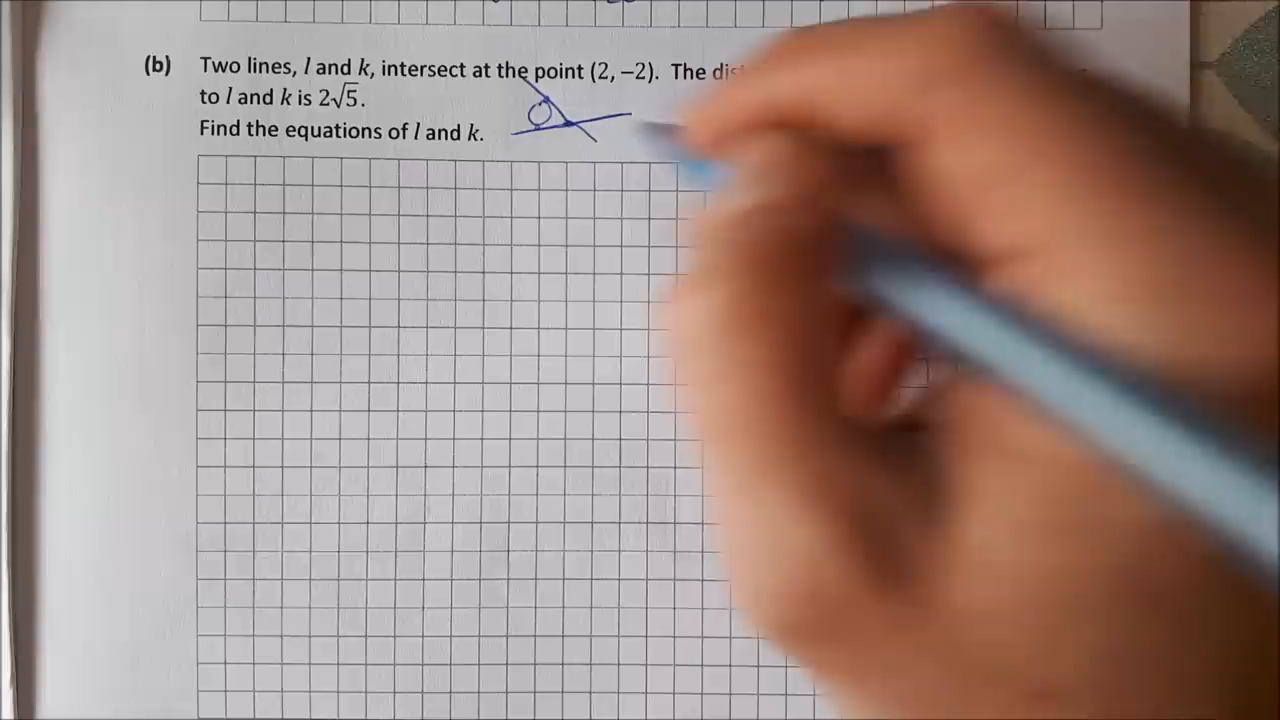 (b) Two lines, l and k, intersect at the point (2, −2). The
to l and k is 2√5.
Find the equations of l and k.